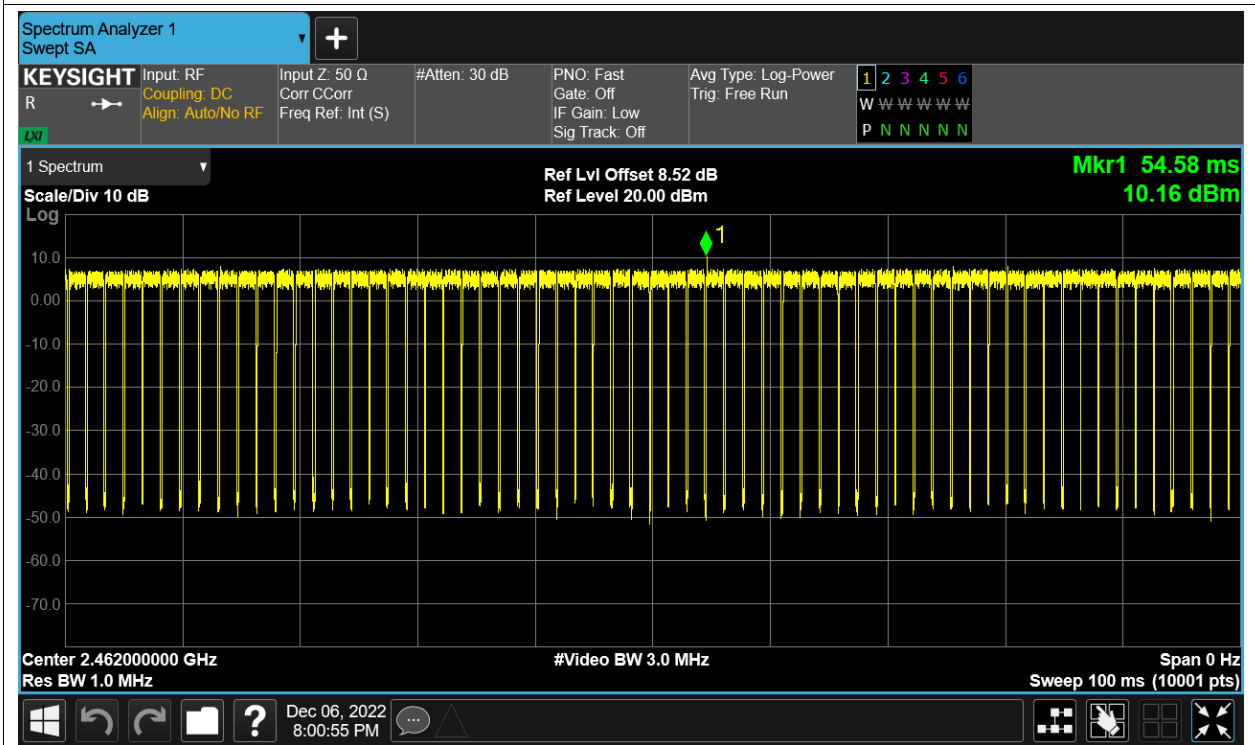 Spectrum Analyzer 1
Swept SA
KEYSIGHT
R
LXI
Input: RF
Coupling: DC
Align: Auto/No RF
Input Z: 50 Ω
Corr CCorr
Freq Ref: Int (S)
#Atten: 30 dB
PNO: Fast
Gate: Off
IF Gain: Low
Sig Track: Off
Avg Type: Log-Power
Trig: Free Run
1 2 3 4 5 6
W W W W W W
P N N N N N
1 Spectrum
Scale/Div 10 dB
Ref Lvl Offset 8.52 dB
Ref Level 20.00 dBm
Mkr1 54.58 ms
10.16 dBm
Log
1
10.0
0.00
-10.0
-20.0
-30.0
-40.0
-50.0
-60.0
-70.0
Center 2.462000000 GHz
Res BW 1.0 MHz
#Video BW 3.0 MHz
Span 0 Hz
Sweep 100 ms (10001 pts)
?
Dec 06, 2022
8:00:55 PM